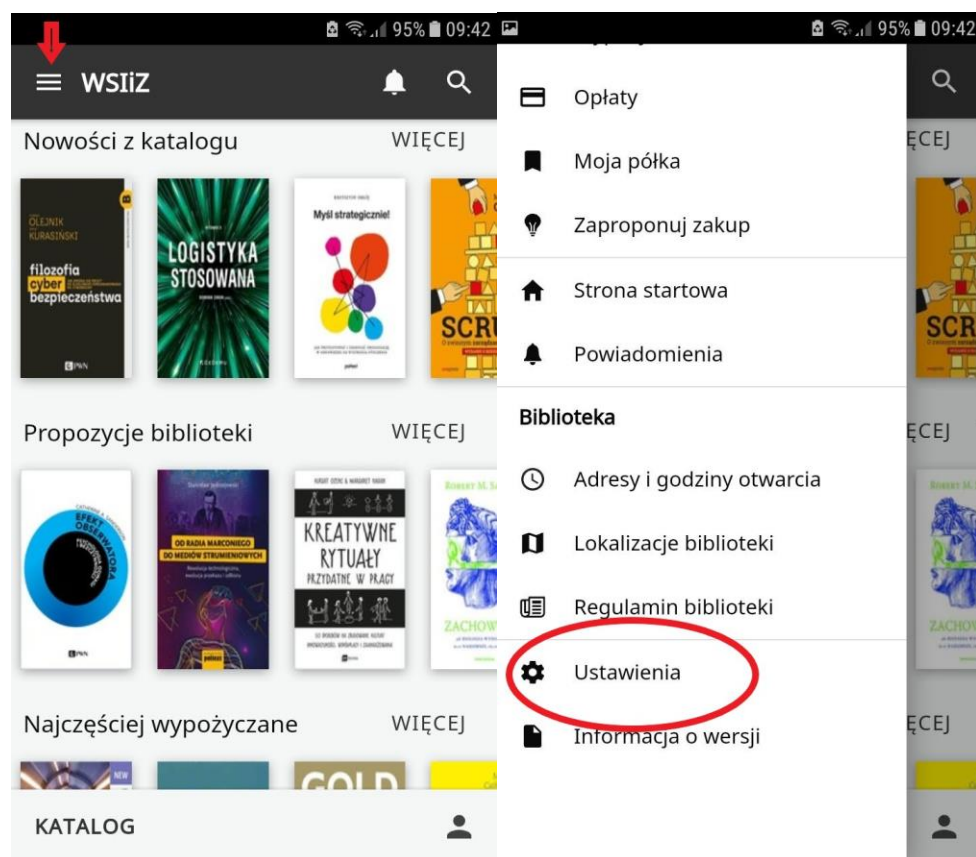 95% 09:42
WSIiZ
Nowości z katalogu WIĘCEJ
OLEJNIK
KURASIŃSKI
filozofia
cyber
bezpieczeństwa
PWN
LOGISTYKA
STOSOWANA
Myśl strategicznie!
SCRU
Propozycje biblioteki WIĘCEJ
EFEKT
OBSERWATORA
PWN
OD RADIA MARCONIEGO
DO MEDIÓW STRUMIENIOWYCH
KREATYWNE
RYTUAŁY
PRZYDATNE W PRACY
ROBERT M. S
ZACHOW
Najczęściej wypożyczane WIĘCEJ
NEW
GOLD
KATALOG
95% 09:42
Opłaty
ĘCEJ
Moja półka
Zaproponuj zakup
Strona startowa
SCR
Powiadomienia
Biblioteka
ĘCEJ
Adresy i godziny otwarcia
Lokalizacje biblioteki
Regulamin biblioteki
ZACHOW
Ustawienia
ĘCEJ
Informacja o wersji